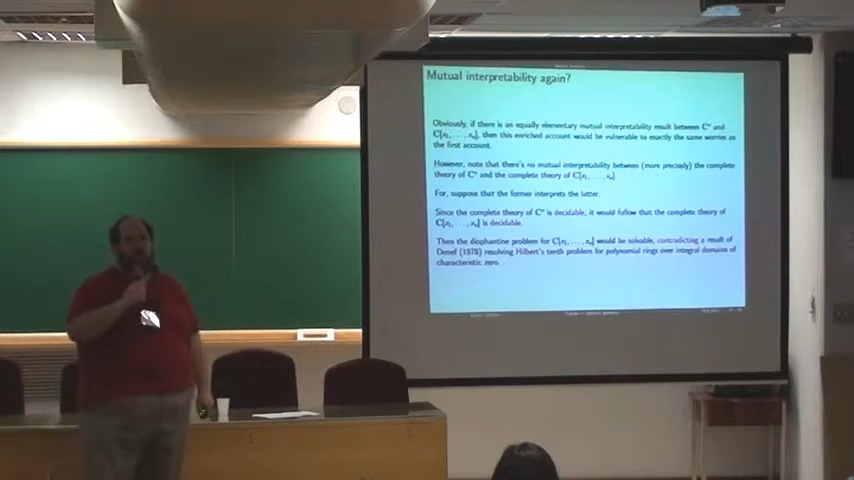 Mutual interpretability again?
Obviously, if there is an equally elementary mutual interpretability result between ℂⁿ and
ℂ[x₁, . . . , xₙ], then this enriched account would be vulnerable to exactly the same worries as
the first account.
However, note that there's no mutual interpretability between (more precisely) the complete
theory of ℂⁿ and the complete theory of ℂ[x₁, . . . , xₙ]
For, suppose that the former interprets the latter.
Since the complete theory of ℂⁿ is decidable, it would follow that the complete theory of
ℂ[x₁, . . . , xₙ] is decidable.
Then the diophantine problem for ℂ[x₁, . . . , xₙ] would be solvable, contradicting a result of
Denef (1978) resolving Hilbert's tenth problem for polynomial rings over integral domains of
characteristic zero.